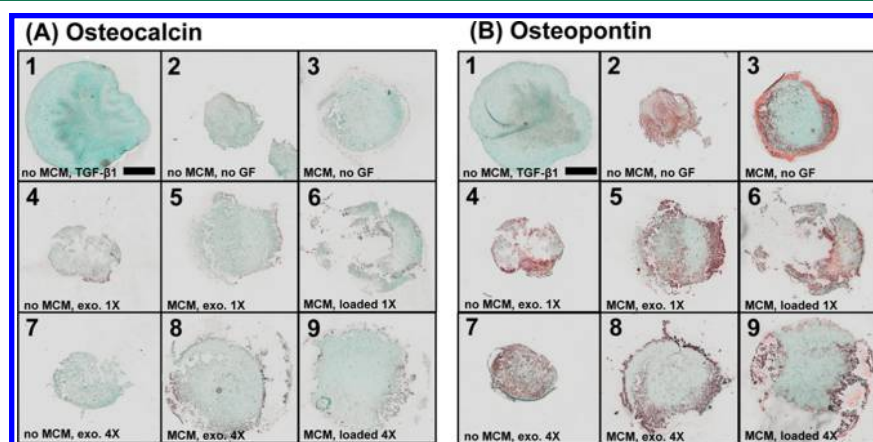 (A) Osteocalcin
1
2
3
no MCM, TGF-β1
no MCM, no GF
MCM, no GF
4
5
6
no MCM, exo. 1X
MCM, exo. 1X
MCM, loaded 1X
7
8
9
no MCM, exo. 4X
MCM, exo. 4X
MCM, loaded 4X
(B) Osteopontin
1
2
3
no MCM, TGF-β1
no MCM, no GF
MCM, no GF
4
5
6
no MCM, exo. 1X
MCM, exo. 1X
MCM, loaded 1X
7
8
9
no MCM, exo. 4X
MCM, exo. 4X
MCM, loaded 4X